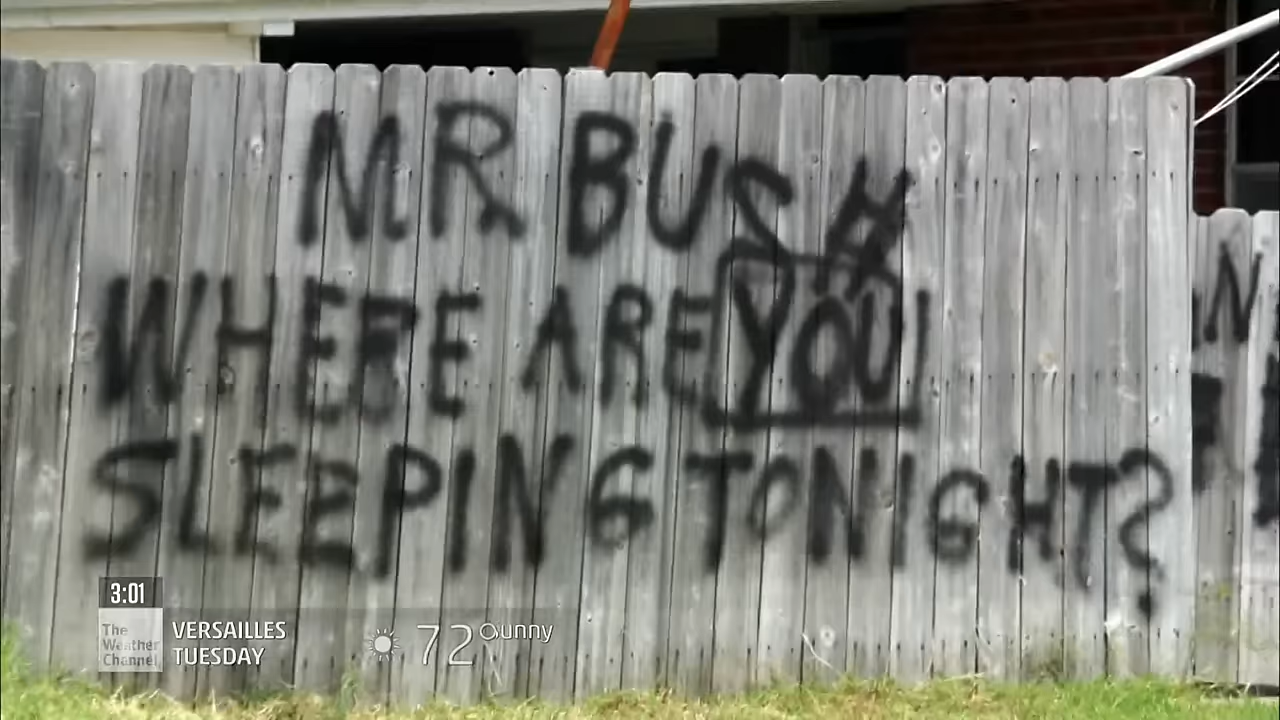 MR BUSH
WHERE ARE YOU
SLEEPING TONIGHT?
N
3:01
The
Weather
Channel
VERSAILLES
TUESDAY
72